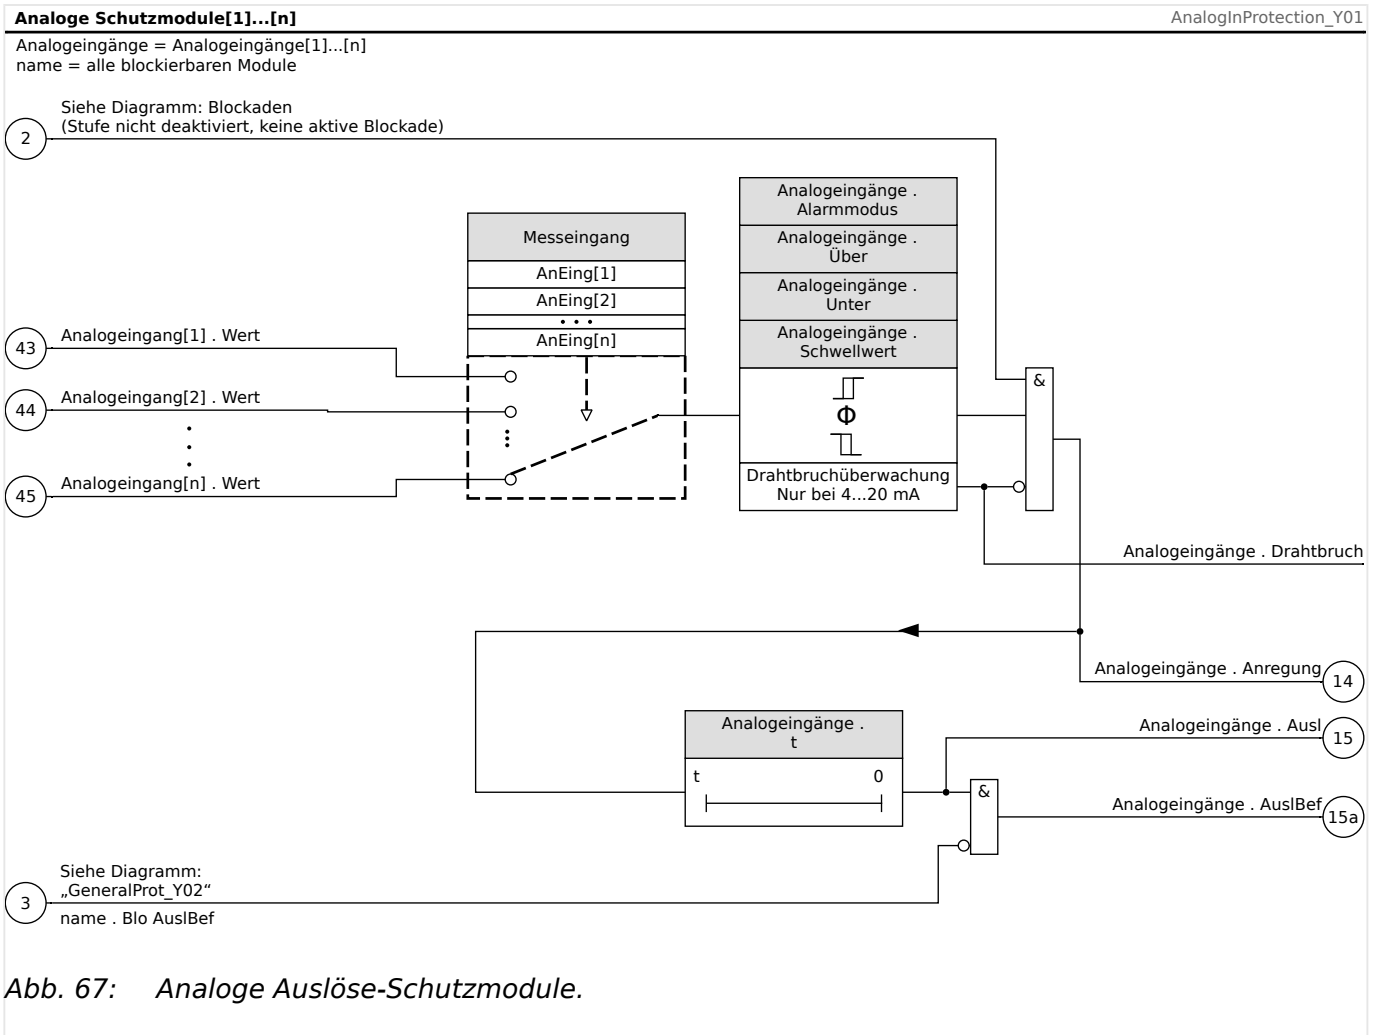 Analoge Schutzmodule[1]...[n]
AnalogInProtection_Y01
Analogeingänge = Analogeingänge[1]...[n]
name = alle blockierbaren Module
Siehe Diagramm: Blockaden
(Stufe nicht deaktiviert, keine aktive Blockade)
2
Analogeingänge .
Alarmmodus
Messeingang
Analogeingänge .
Über
AnEing[1]
Analogeingänge .
Unter
AnEing[2]
. . .
AnEing[n]
Analogeingänge .
Schwellwert
Analogeingang[1] . Wert
43
&
Analogeingang[2] . Wert
44
Φ
Analogeingang[n] . Wert
45
Drahtbruchüberwachung
Nur bei 4...20 mA
Analogeingänge . Drahtbruch
Analogeingänge . Anregung
14
Analogeingänge .
t
Analogeingänge . Ausl
15
t 0
&
Analogeingänge . AuslBef
15a
Siehe Diagramm:
„GeneralProt_Y02“
3
name . Blo AuslBef
Abb. 67: Analoge Auslöse-Schutzmodule.